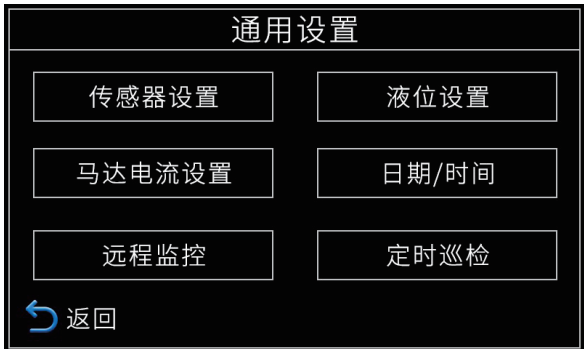 通用设置
传感器设置
液位设置
马达电流设置
日期/时间
远程监控
定时巡检
返回